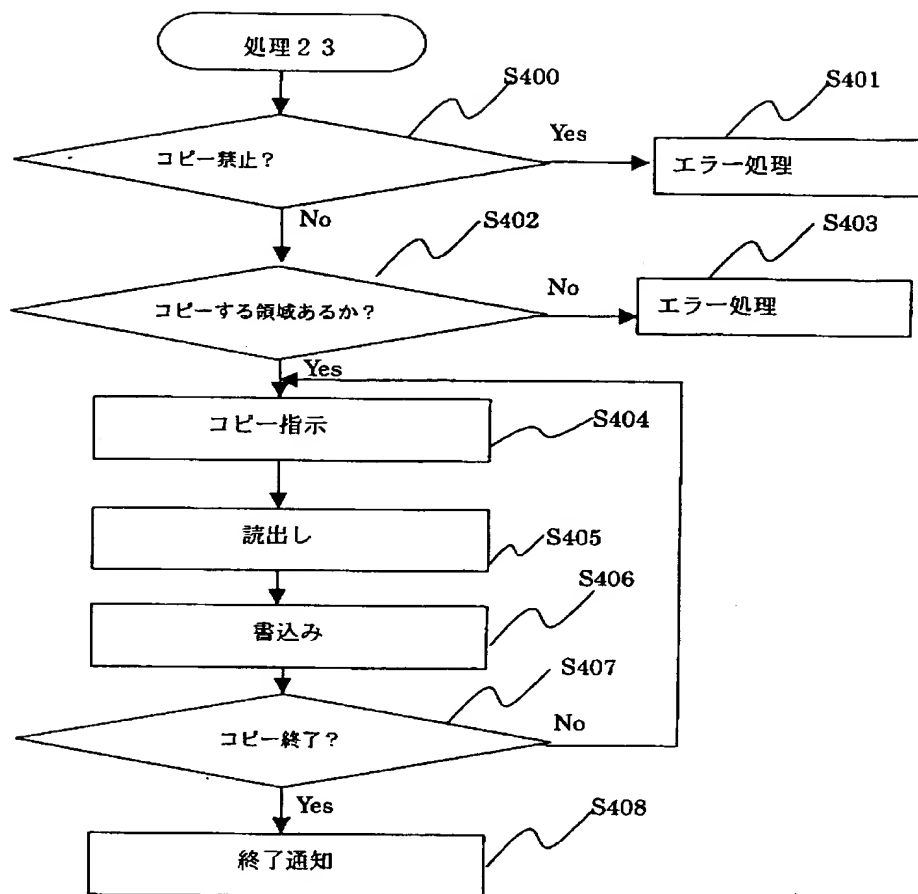 処理２３
S400
S401
コピー禁止？
Yes
エラー処理
No
S402
S403
コピーする領域あるか？
No
エラー処理
Yes
コピー指示
S404
読出し
S405
S406
書込み
S407
コピー終了？
No
Yes
S408
終了通知